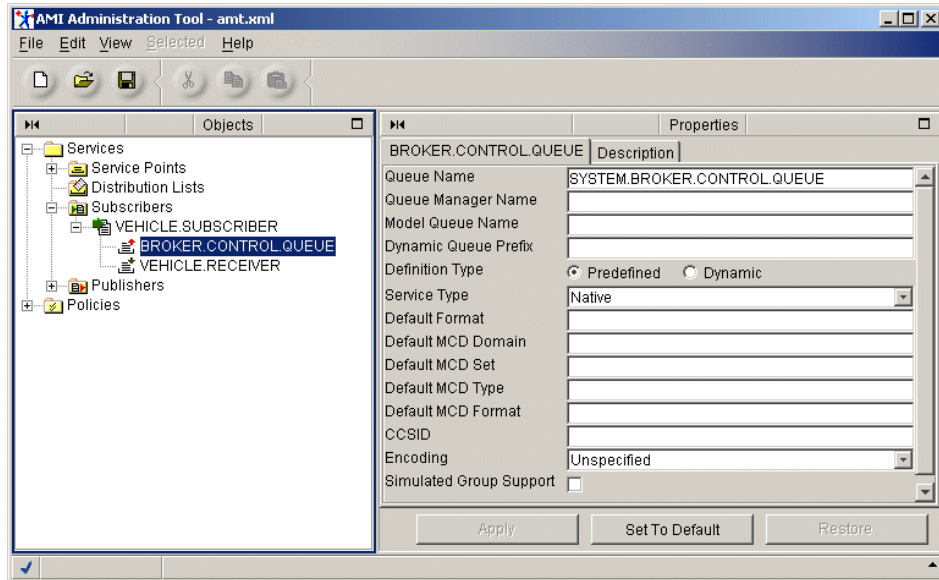 AMI Administration Tool - amt.xml
File Edit View Selected Help
Objects
Services
Service Points
Distribution Lists
Subscribers
VEHICLE.SUBSCRIBER
BROKER.CONTROL.QUEUE
VEHICLE.RECEIVER
Publishers
Policies
Properties
BROKER.CONTROL.QUEUE Description
Queue Name SYSTEM.BROKER.CONTROL.QUEUE
Queue Manager Name
Model Queue Name
Dynamic Queue Prefix
Definition Type Predefined Dynamic
Service Type Native
Default Format
Default MCD Domain
Default MCD Set
Default MCD Type
Default MCD Format
CCSID
Encoding Unspecified
Simulated Group Support
Apply Set To Default Restore